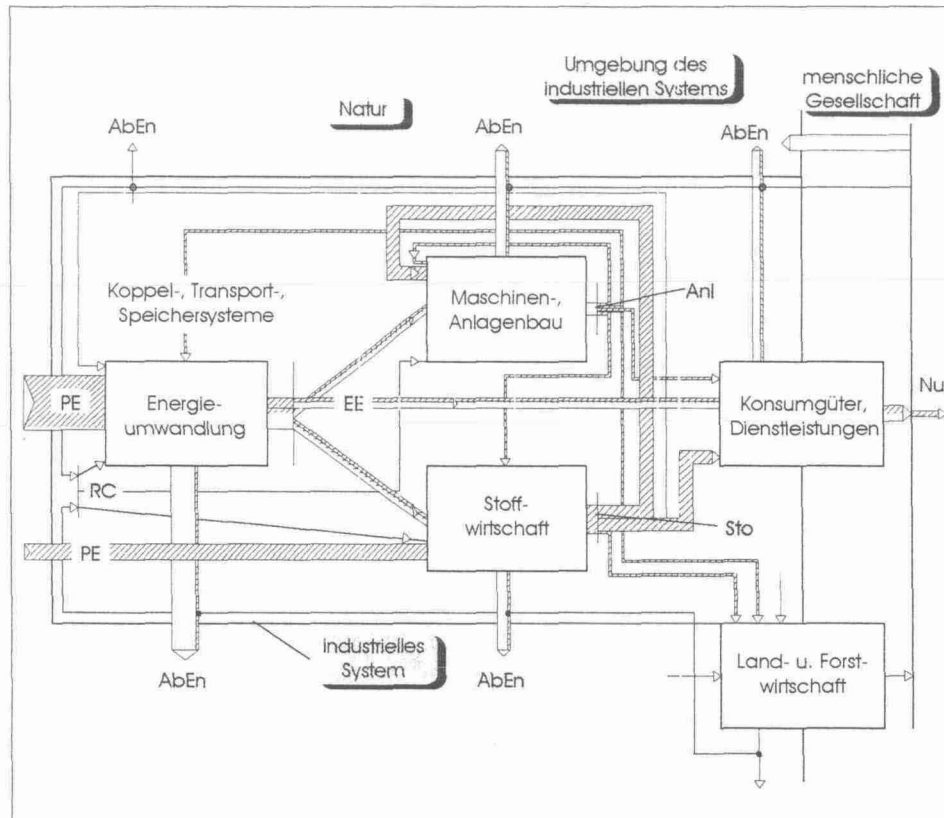 Umgebung des
industriellen Systems
menschliche
Gesellschaft
Natur
AbEn
AbEn
AbEn
Koppel-, Transport-,
Speichersysteme
Maschinen-,
Anlagenbau
Anl
PE
Energie-
umwandlung
EE
Konsumgüter,
Dienstleistungen
Nu
RC
Stoff-
wirtschaft
Sto
PE
industrielles
System
AbEn
AbEn
Land- u. Forst-
wirtschaft